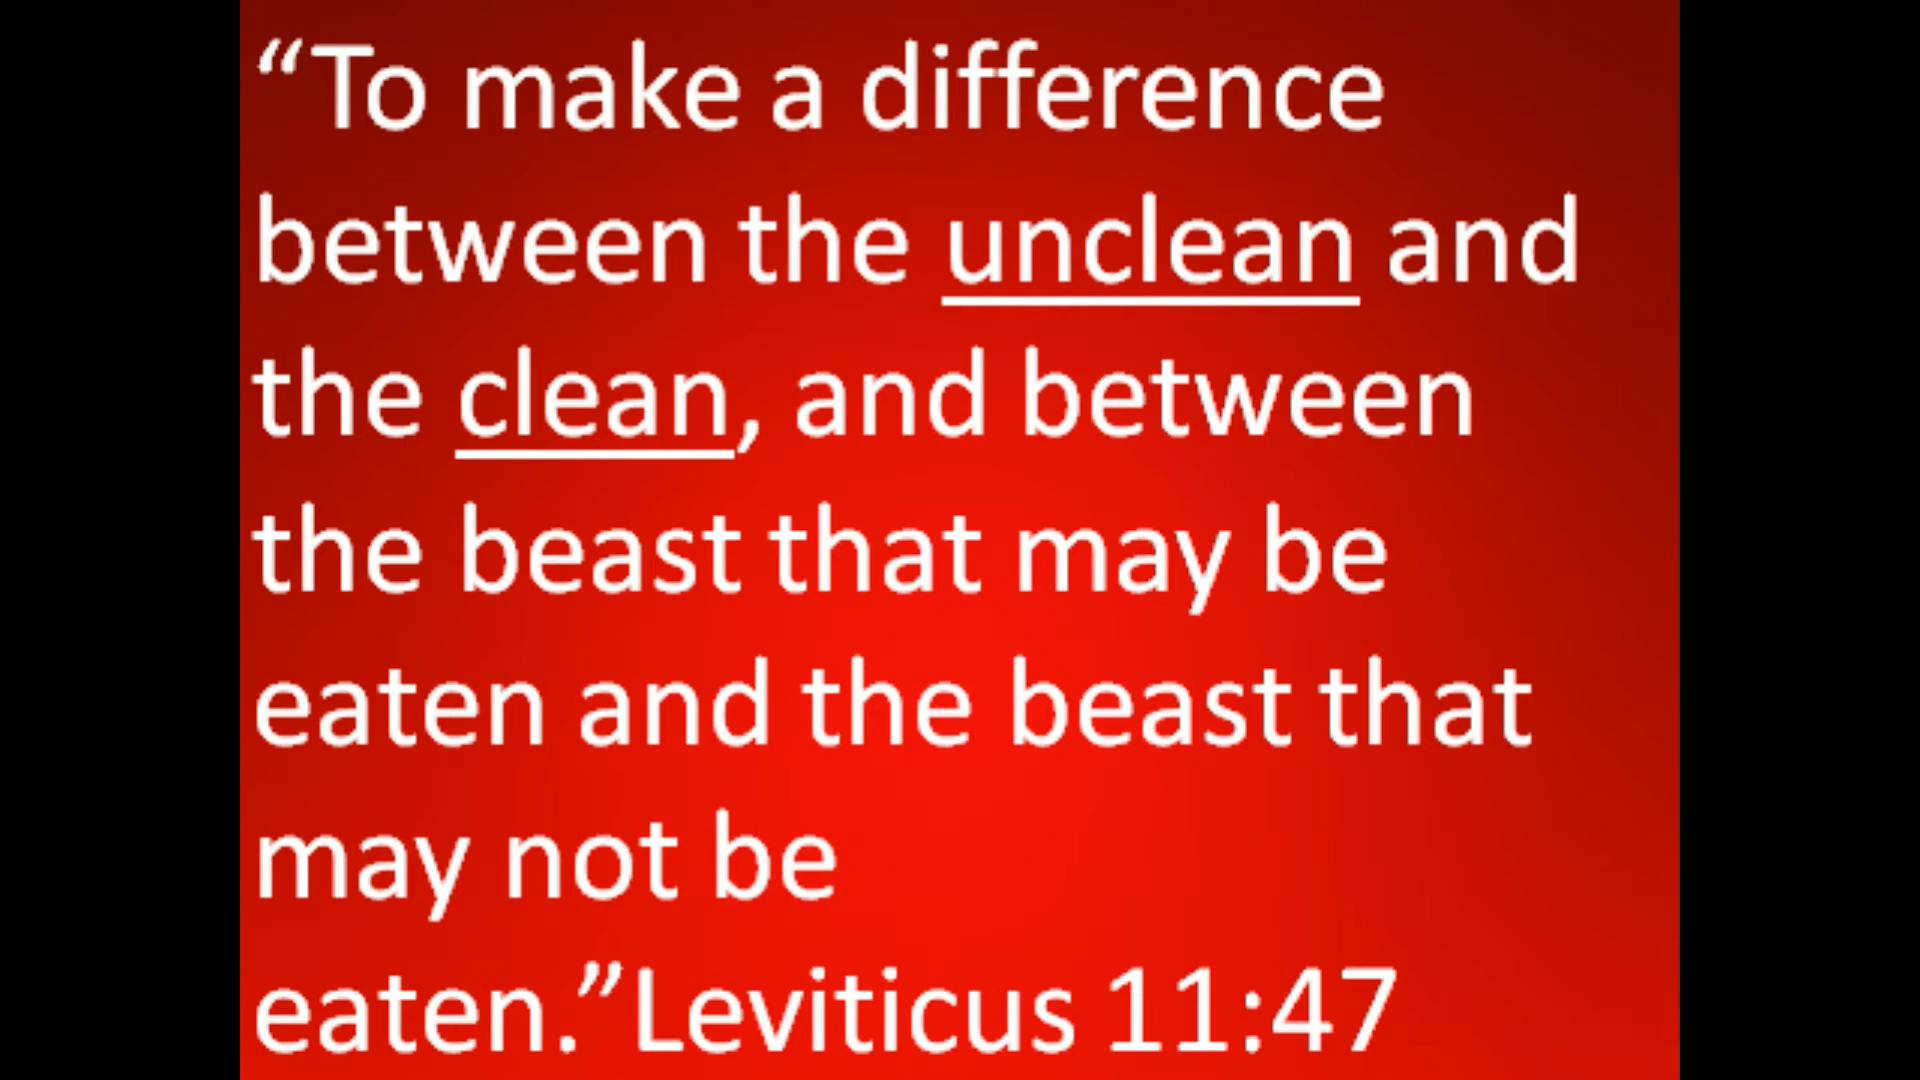 “To make a difference
between the unclean and
the clean, and between
the beast that may be
eaten and the beast that
may not be
eaten.”Leviticus 11:47